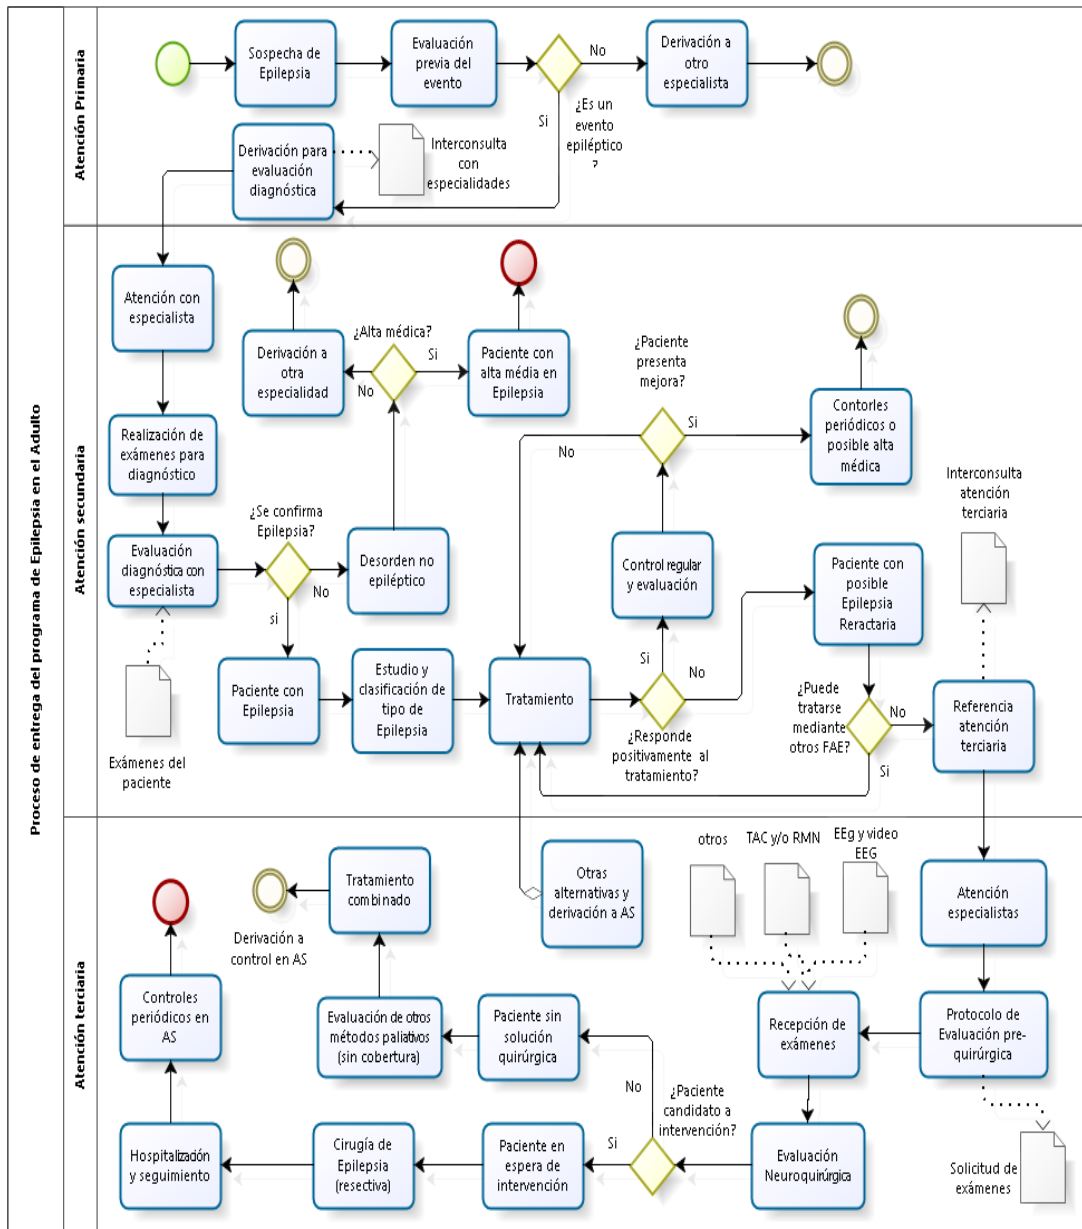 Proceso de entrega del programa de Epilepsia en el Adulto
Atención Primaria
Sospecha de
Epilepsia
Evaluación
previa del
evento
No
Derivación a
otro
especialista
Si
¿Es un
evento
epiléptico
?
Derivación para
evaluación
diagnóstica
Interconsulta
con
especialidades
Atención secundaria
Atención con
especialista
Realización de
exámenes para
diagnóstico
Evaluación
diagnóstica con
especialista
Exámenes del
paciente
¿Se confirma
Epilepsia?
No
si
Desorden no
epiléptico
¿Alta médica?
No
Si
Derivación a
otra
especialidad
Paciente con
alta média en
Epilepsia
Paciente con
Epilepsia
Estudio y
clasificación de
tipo de
Epilepsia
Tratamiento
¿Responde
positivamente al
tratamiento?
Si
No
Control regular
y evaluación
¿Paciente
presenta
mejora?
No
Si
Contorles
periódicos o
posible alta
médica
Paciente con
posible
Epilepsia
Reractaria
¿Puede
tratarse
mediante
otros FAE?
No
Si
Interconsulta
atención
terciaria
Referencia
atención
terciaria
Atención terciaria
Atención
especialistas
Protocolo de
Evaluación pre-
quirúrgica
Solicitud de
exámenes
otros
TAC y/o RMN
EEg y video
EEG
Recepción de
exámenes
Evaluación
Neuroquirúrgica
¿Paciente
candidato a
intervención?
No
Si
Paciente sin
solución
quirúrgica
Evaluación de otros
métodos paliativos
(sin cobertura)
Tratamiento
combinado
Derivación a
control en AS
Otras
alternativas y
derivación a AS
Paciente en
espera de
intervención
Cirugía de
Epilepsia
(resectiva)
Hospitalización
y seguimiento
Controles
periódicos en
AS